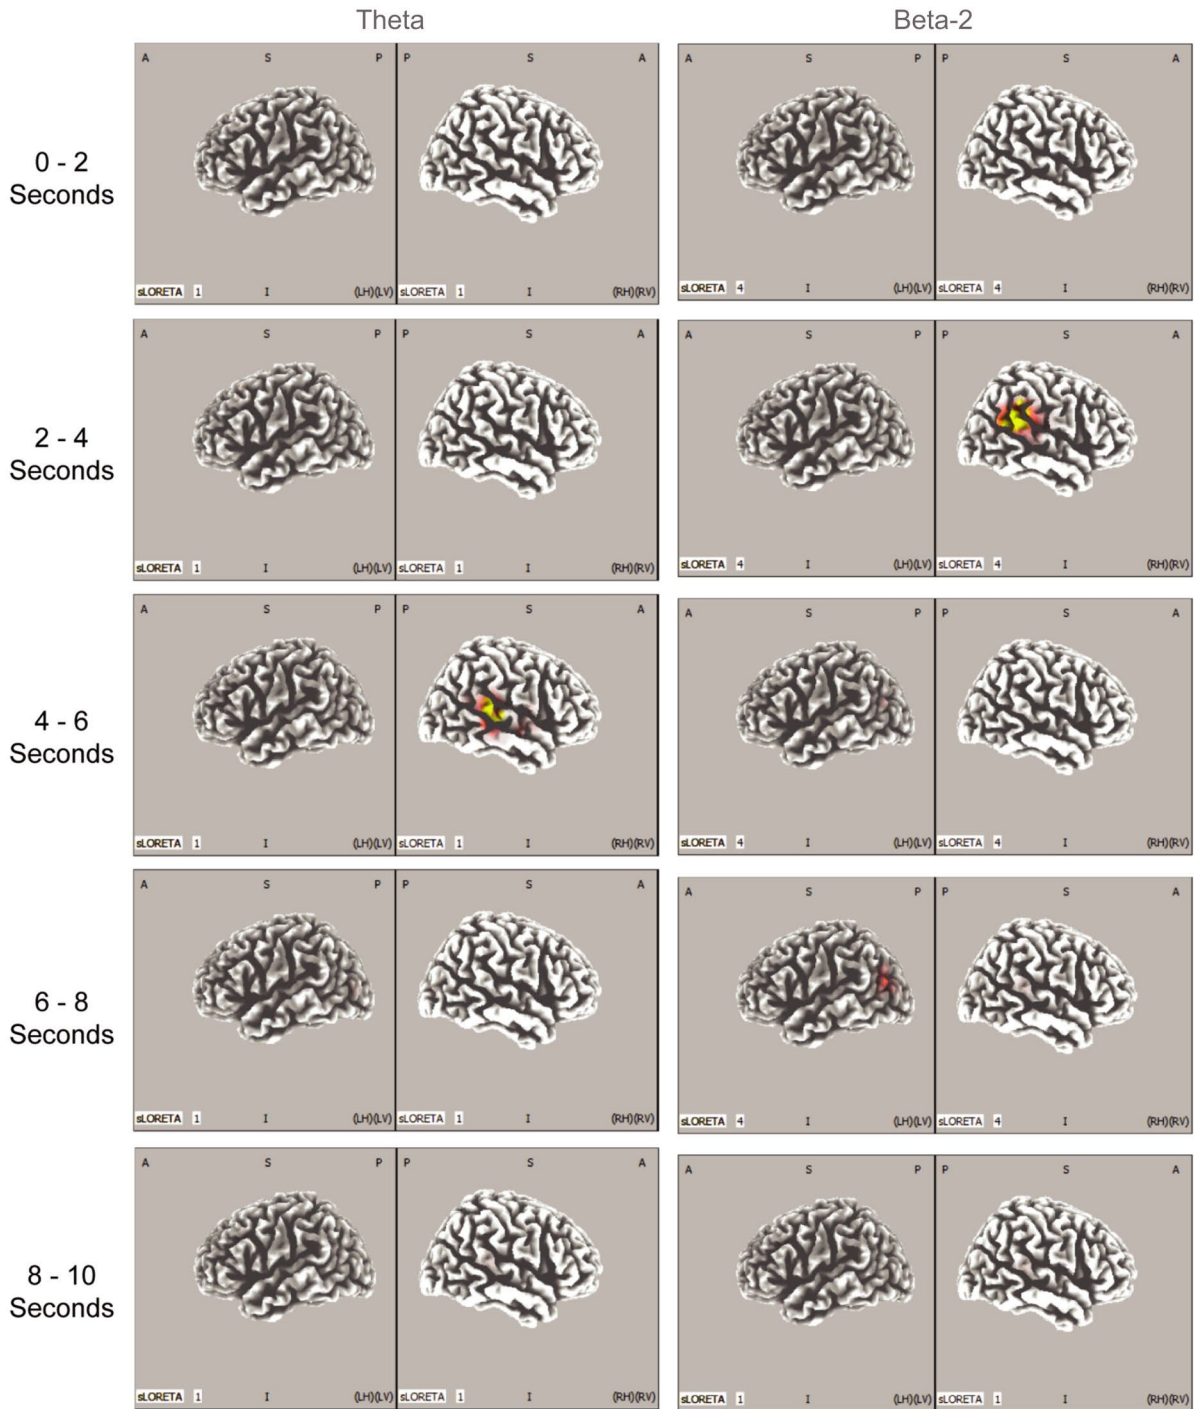 Theta Beta-2
A S P P A A S P P S A
0 - 2
Seconds
sLORETA 1 I (LH)(LV) sLORETA 1 I (RH)(RV) sLORETA 4 I (LH)(LV) sLORETA 4 I (RH)(RV)
A S P P S A A S P P S A
2 - 4
Seconds
sLORETA 1 I (LH)(LV) sLORETA 1 I (RH)(RV) sLORETA 4 I (LH)(LV) sLORETA 4 I (RH)(RV)
A S P P S A A S P P S A
4 - 6
Seconds
sLORETA 1 I (LH)(LV) sLORETA 1 I (RH)(RV) sLORETA 4 I (LH)(LV) sLORETA 4 I (RH)(RV)
A S P P S A A S P P S A
6 - 8
Seconds
sLORETA 1 I (LH)(LV) sLORETA 1 I (RH)(RV) sLORETA 4 I (LH)(LV) sLORETA 4 I (RH)(RV)
A S P P S A A S P P S A
8 - 10
Seconds
sLORETA 1 I (LH)(LV) sLORETA 1 I (RH)(RV) sLORETA 1 I (LH)(LV) sLORETA 1 I (RH)(RV)